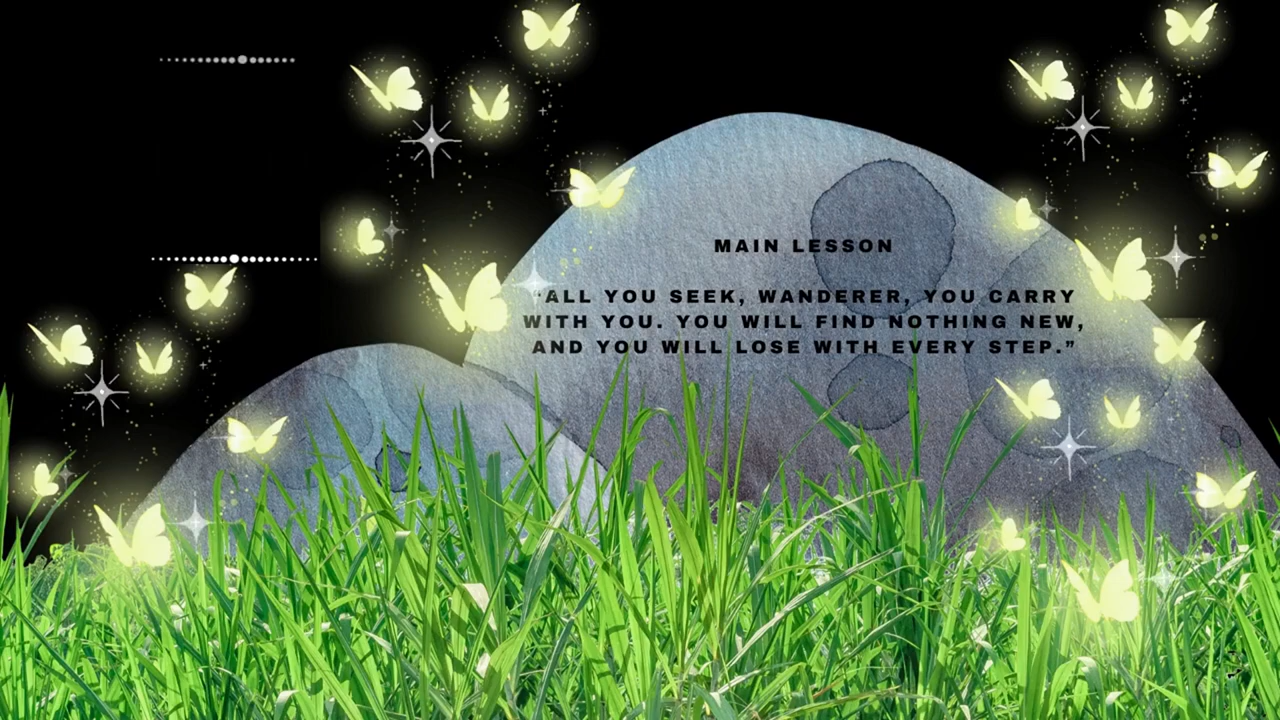 MAIN LESSON
“ALL YOU SEEK, WANDERER, YOU CARRY
WITH YOU. YOU WILL FIND NOTHING NEW,
AND YOU WILL LOSE WITH EVERY STEP.”